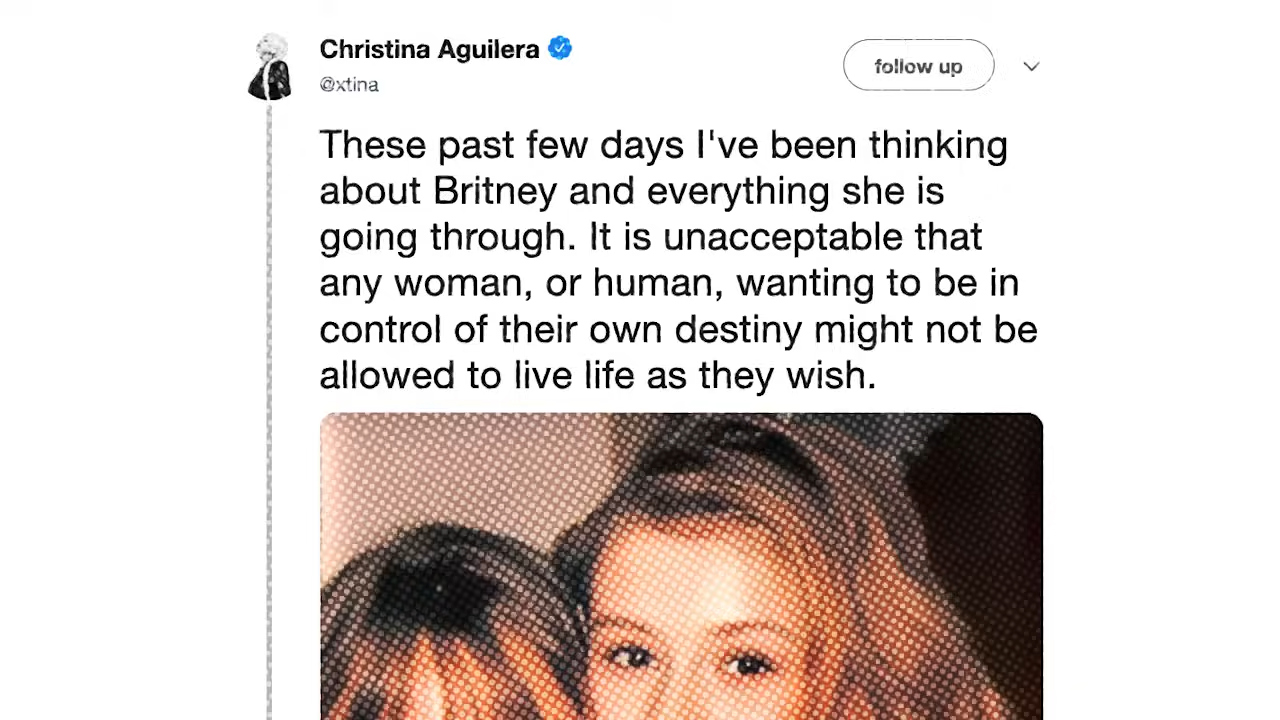 Christina Aguilera
@xtina
follow up
These past few days I've been thinking
about Britney and everything she is
going through. It is unacceptable that
any woman, or human, wanting to be in
control of their own destiny might not be
allowed to live life as they wish.